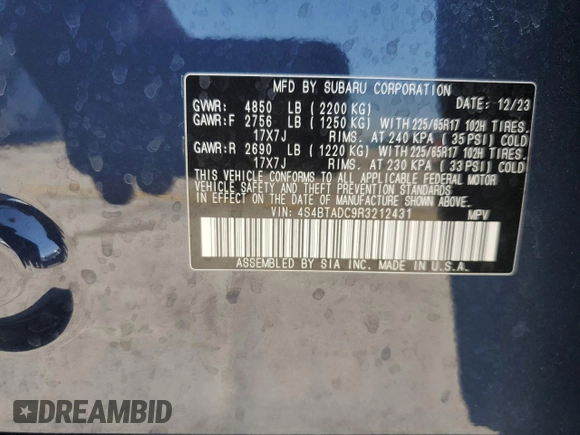 MFD BY SUBARU CORPORATION
GVWR: 4850 LB (2200 KG) DATE: 12/23
GAWR:F 2756 LB (1250 KG) WITH 225/65R17 102H TIRES.
17X7J RIMS. AT 240 KPA (35 PSI) COLD
GAWR:R 2690 LB (1220 KG) WITH 225/65R17 102H TIRES.
17X7J RIMS. AT 230 KPA (33 PSI) COLD
THIS VEHICLE CONFORMS TO ALL APPLICABLE FEDERAL MOTOR
VEHICLE SAFETY AND THEFT PREVENTION STANDARDS
IN EFFECT ON THE DATE OF MANUFACTURE SHOWN ABOVE.
VIN: 4S4BTADC9R3212431 MPV
ASSEMBLED BY SIA INC. MADE IN U.S.A.
DREAMBID